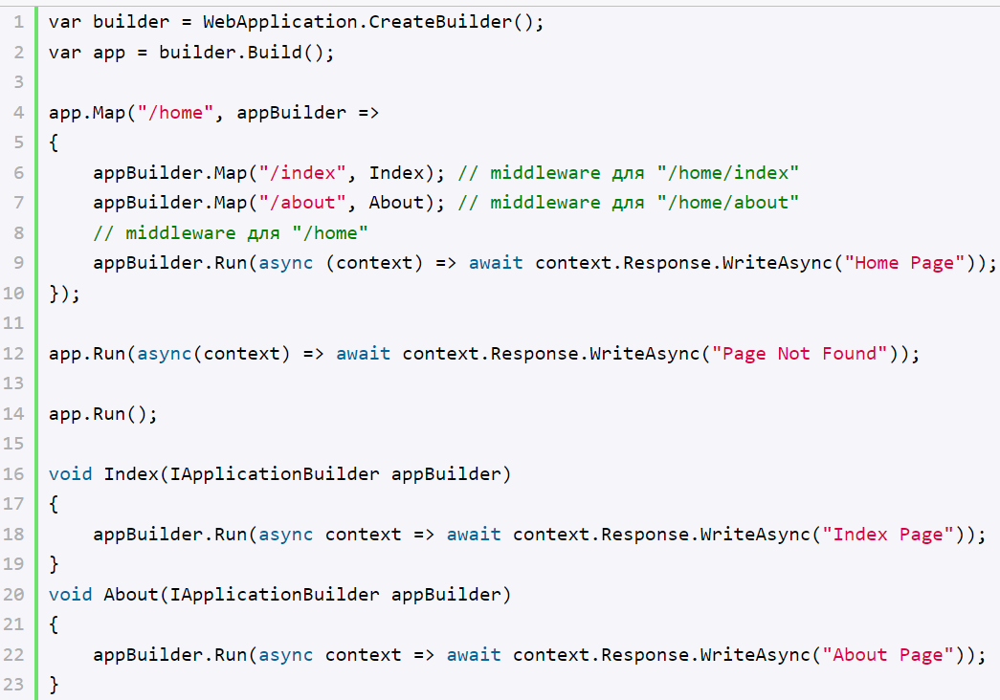 1 var builder = WebApplication.CreateBuilder();
2 var app = builder.Build();
3
4 app.Map("/home", appBuilder =>
5 {
6     appBuilder.Map("/index", Index); // middleware для "/home/index"
7     appBuilder.Map("/about", About); // middleware для "/home/about"
8     // middleware для "/home"
9     appBuilder.Run(async (context) => await context.Response.WriteAsync("Home Page"));
10 });
11
12 app.Run(async(context) => await context.Response.WriteAsync("Page Not Found"));
13
14 app.Run();
15
16 void Index(IApplicationBuilder appBuilder)
17 {
18     appBuilder.Run(async context => await context.Response.WriteAsync("Index Page"));
19 }
20 void About(IApplicationBuilder appBuilder)
21 {
22     appBuilder.Run(async context => await context.Response.WriteAsync("About Page"));
23 }